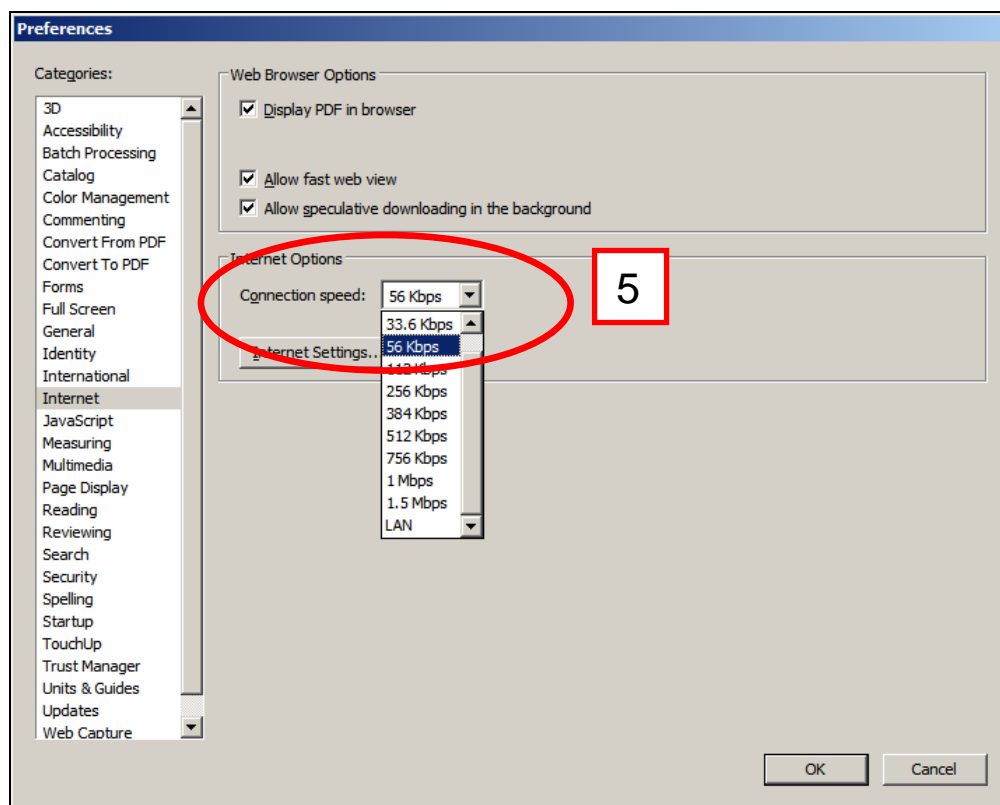 Preferences
Categories:
3D
Accessibility
Batch Processing
Catalog
Color Management
Commenting
Convert From PDF
Convert To PDF
Forms
Full Screen
General
Identity
International
Internet
JavaScript
Measuring
Multimedia
Page Display
Reading
Reviewing
Search
Security
Spelling
Startup
TouchUp
Trust Manager
Units & Guides
Updates
Web Capture
Web Browser Options
Display PDF in browser
Allow fast web view
Allow speculative downloading in the background
Internet Options
Connection speed: 56 Kbps
33.6 Kbps
56 Kbps
112 Kbps
256 Kbps
384 Kbps
512 Kbps
756 Kbps
1 Mbps
1.5 Mbps
LAN
Internet Settings..
5
OK Cancel